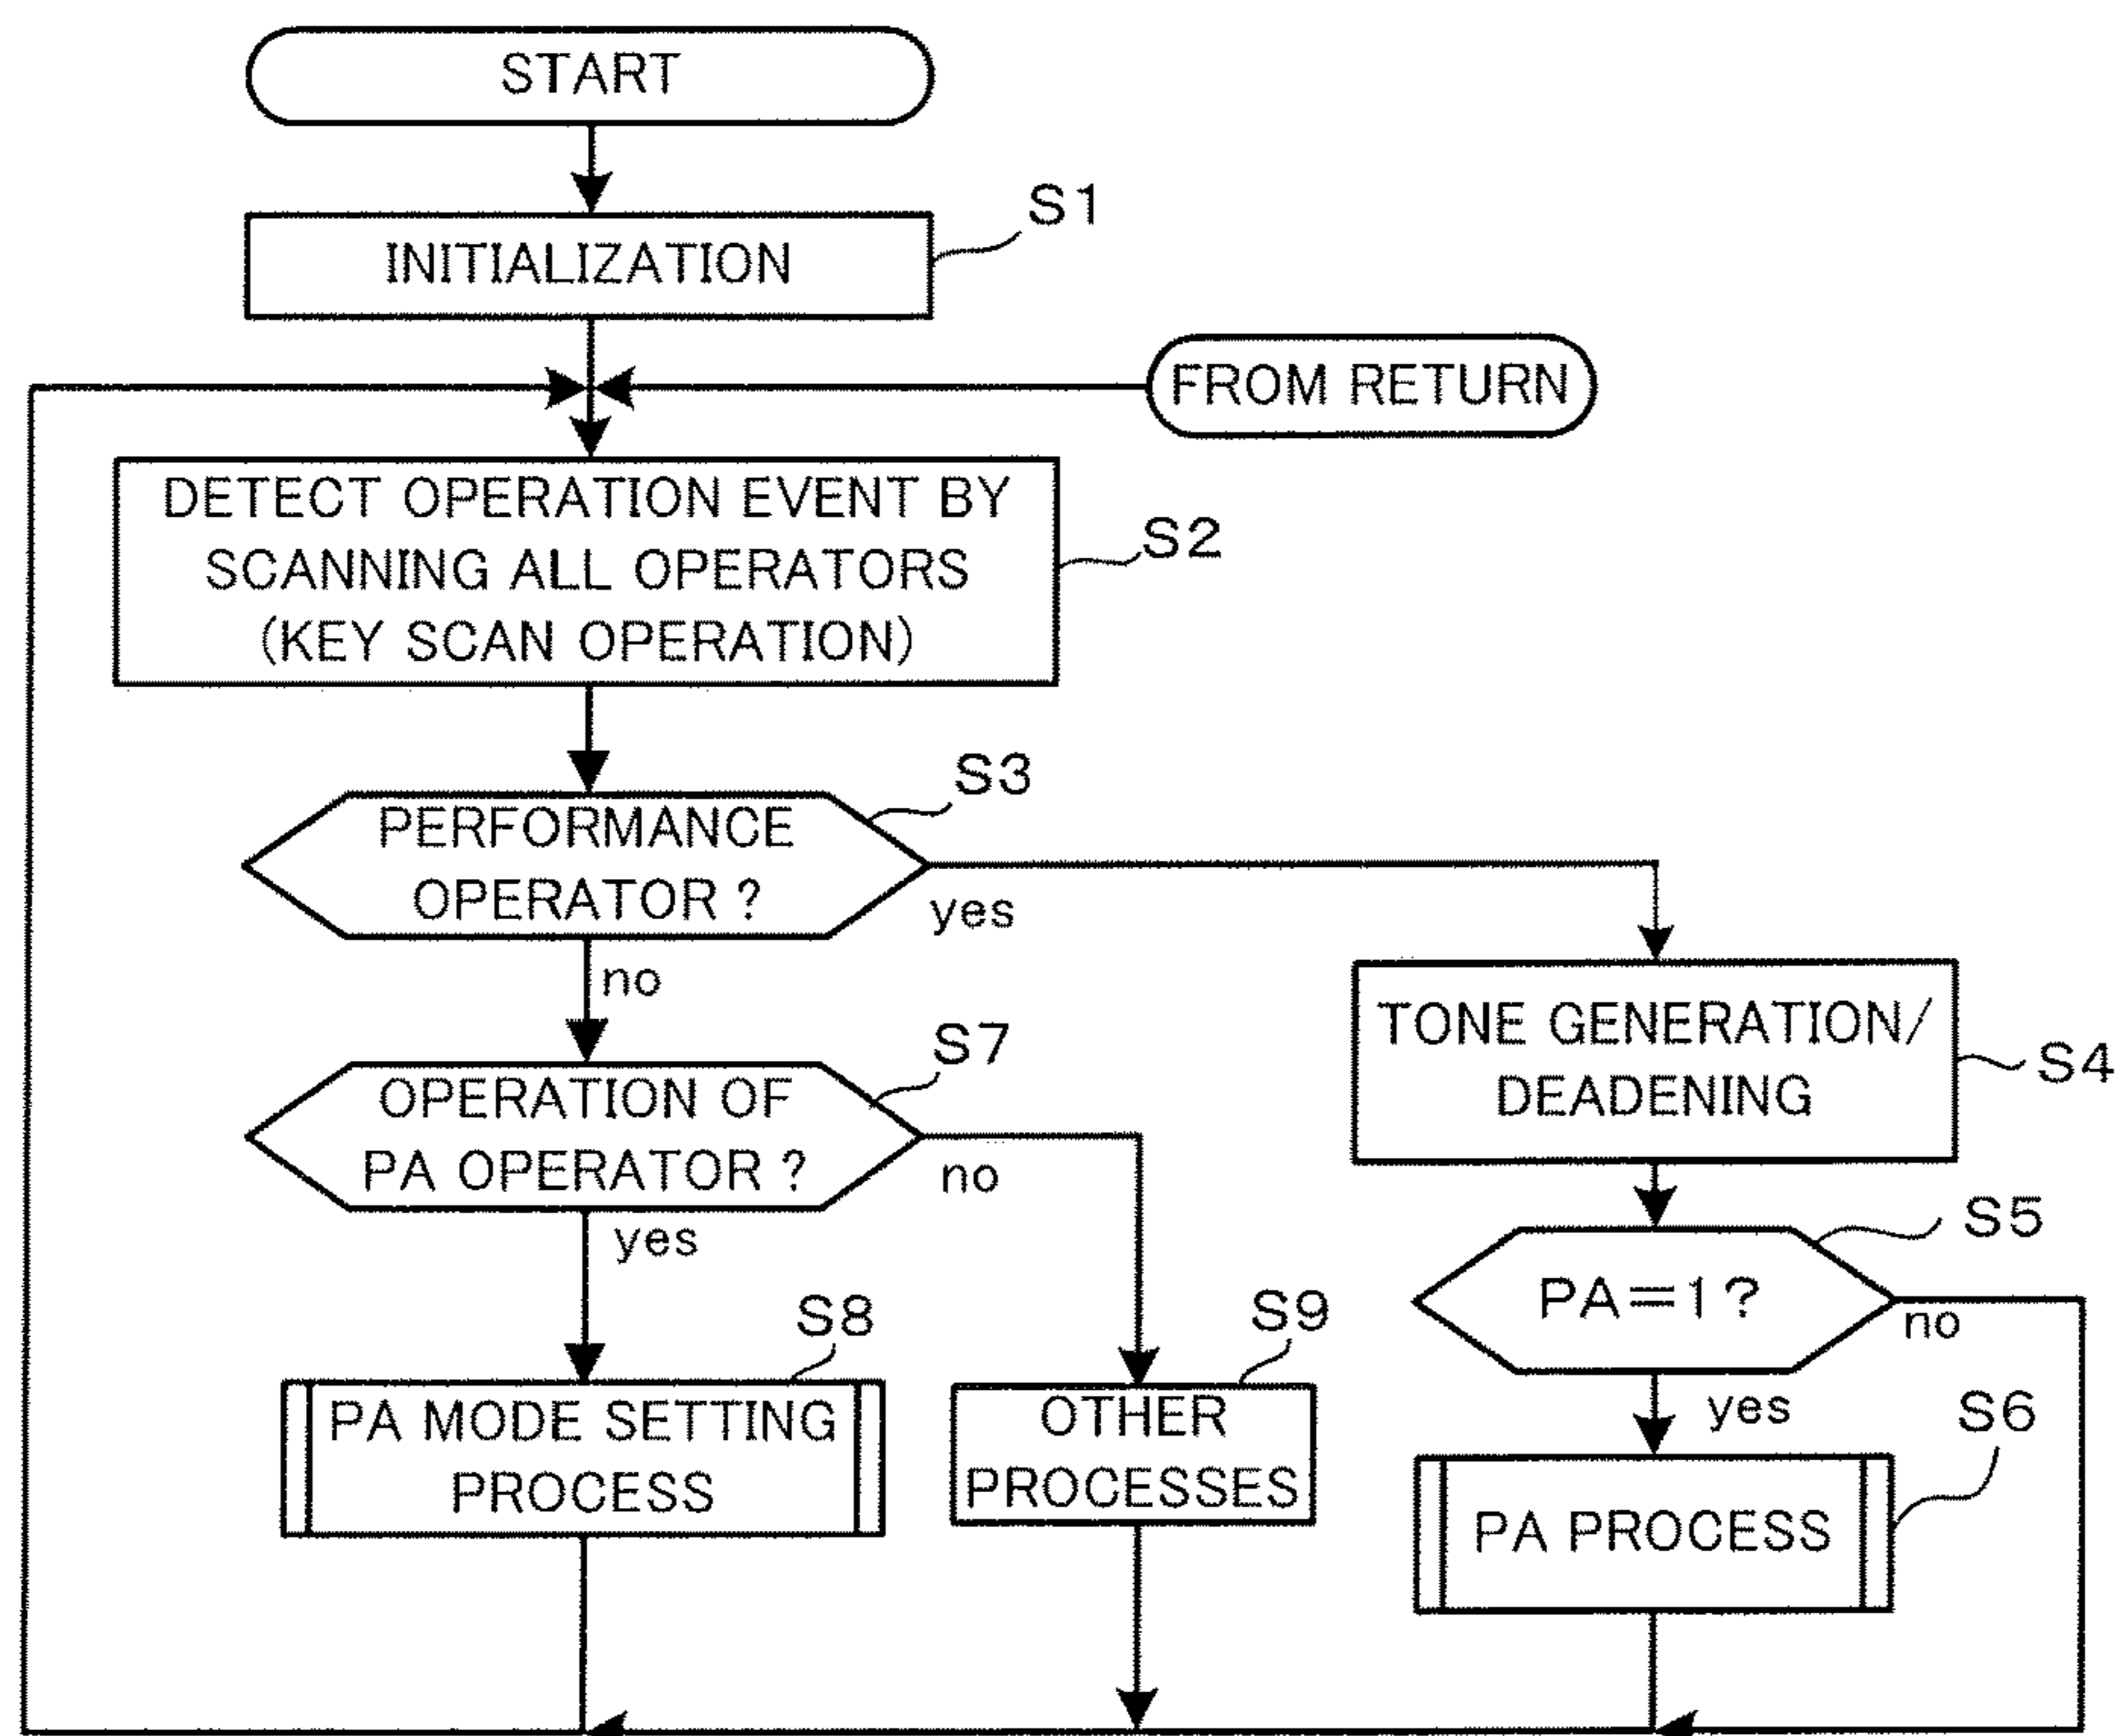 START
S1
INITIALIZATION
FROM RETURN
DETECT OPERATION EVENT BY
SCANNING ALL OPERATORS
(KEY SCAN OPERATION)
S2
S3
PERFORMANCE
OPERATOR ?
yes
no
TONE GENERATION/
DEADENING
S4
S7
OPERATION OF
PA OPERATOR ?
no
yes
S5
PA=1?
no
yes
S8
PA MODE SETTING
PROCESS
S9
OTHER
PROCESSES
S6
PA PROCESS